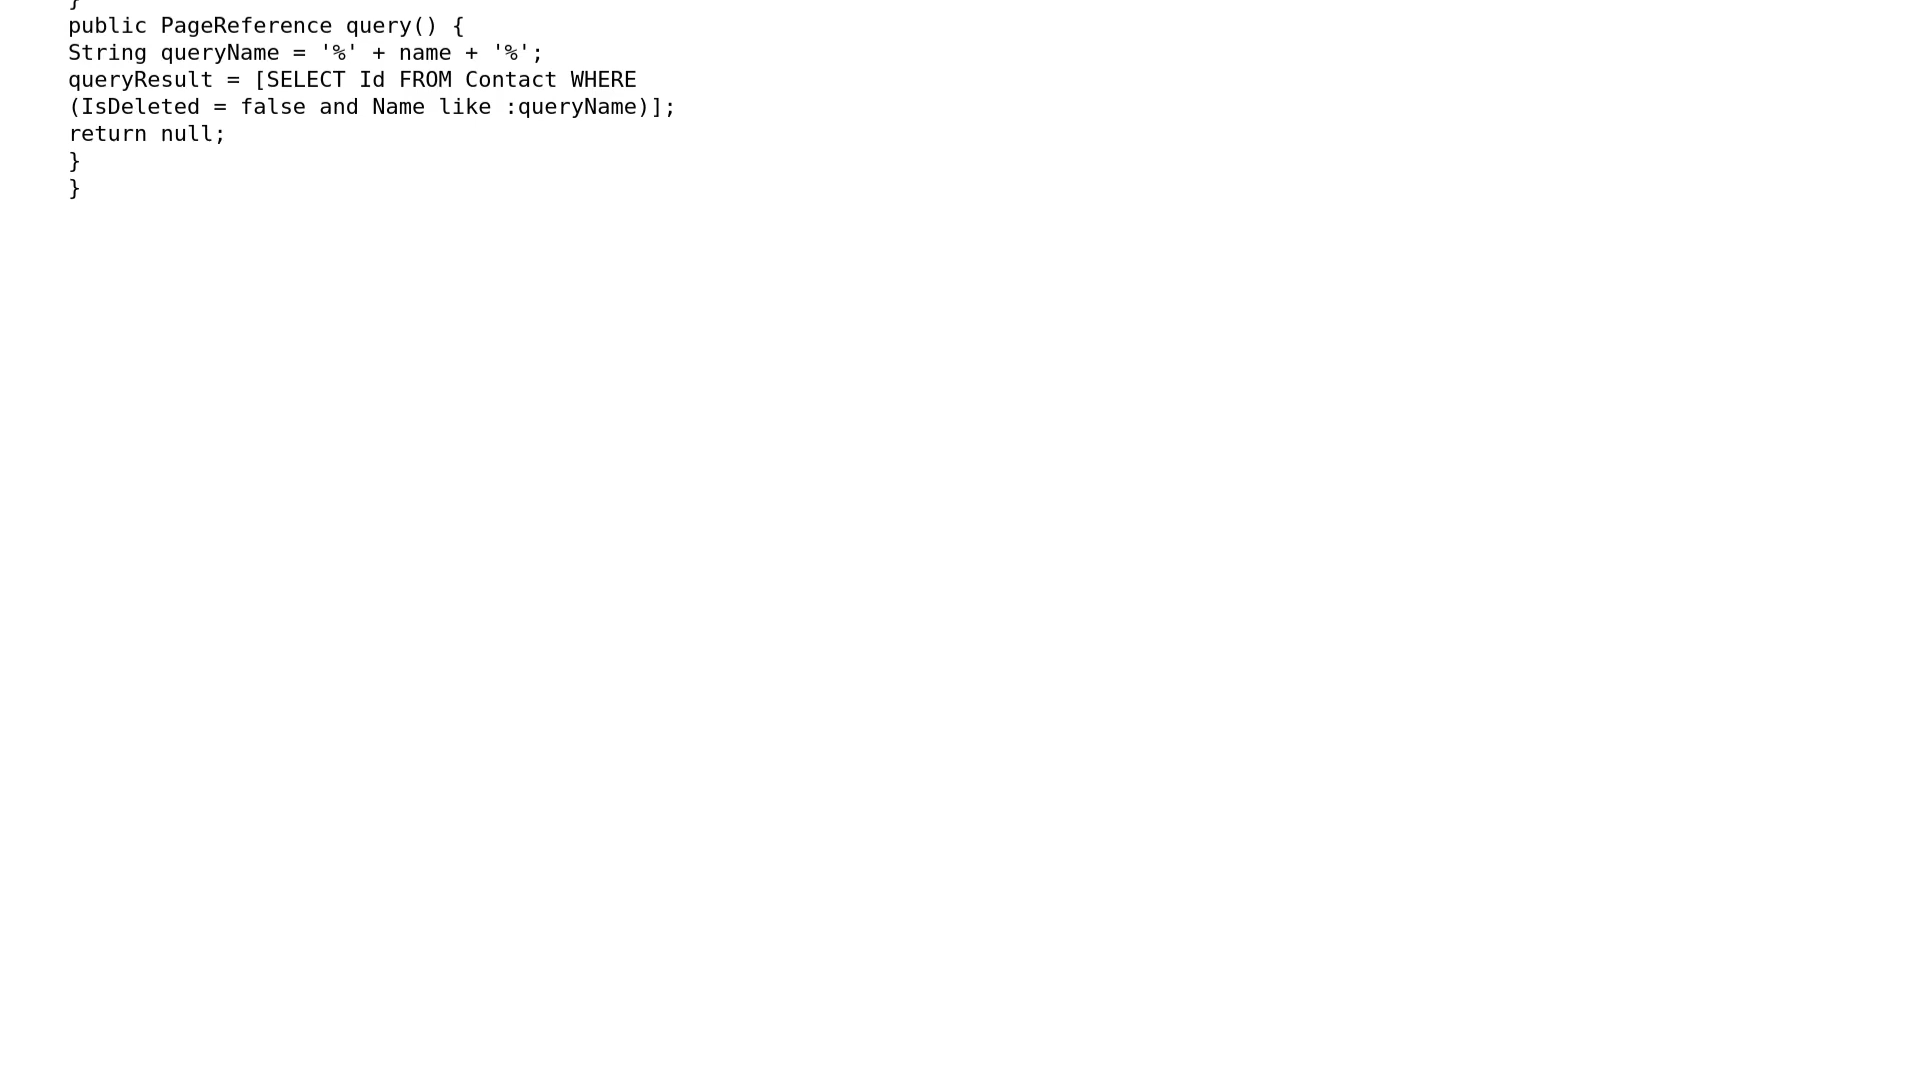 }
public PageReference query() {
String queryName = '%' + name + '%';
queryResult = [SELECT Id FROM Contact WHERE
(IsDeleted = false and Name like :queryName)];
return null;
}
}